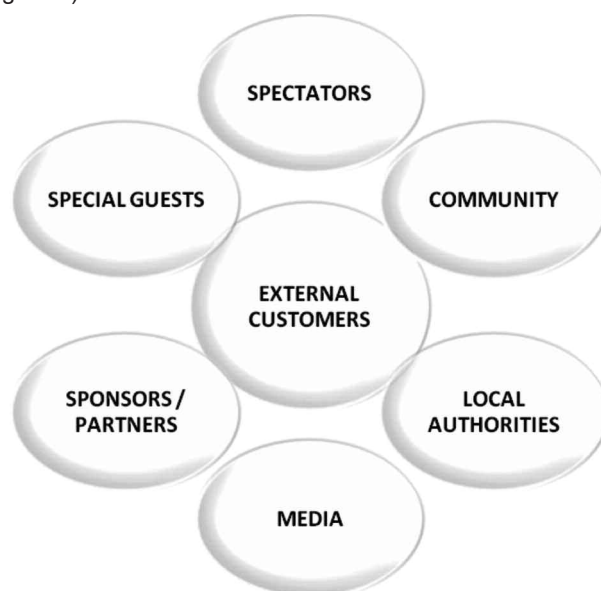 SPECTATORS
SPECIAL GUESTS
COMMUNITY
EXTERNAL
CUSTOMERS
SPONSORS /
PARTNERS
LOCAL
AUTHORITIES
MEDIA